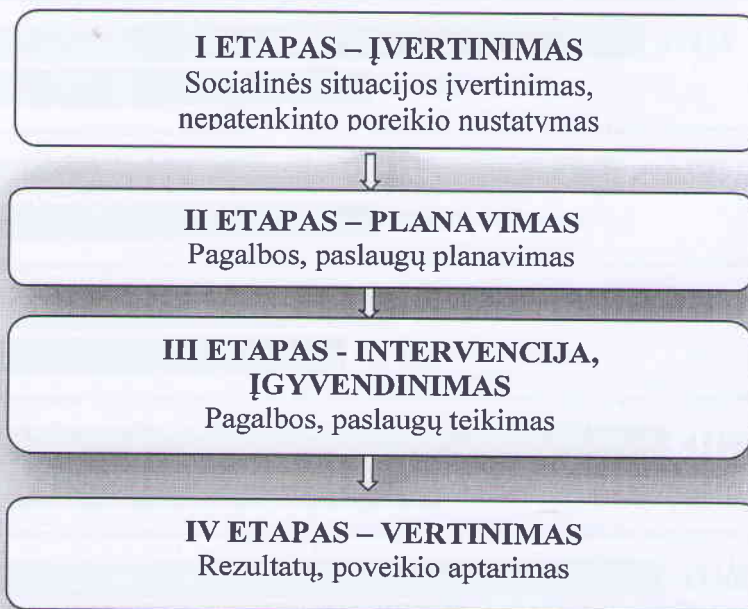 I ETAPAS – ĮVERTINIMAS
Socialinės situacijos įvertinimas,
nepatenkinto poreikio nustatymas
II ETAPAS – PLANAVIMAS
Pagalbos, paslaugų planavimas
III ETAPAS - INTERVENCIJA,
ĮGYVENDINIMAS
Pagalbos, paslaugų teikimas
IV ETAPAS – VERTINIMAS
Rezultatų, poveikio aptarimas